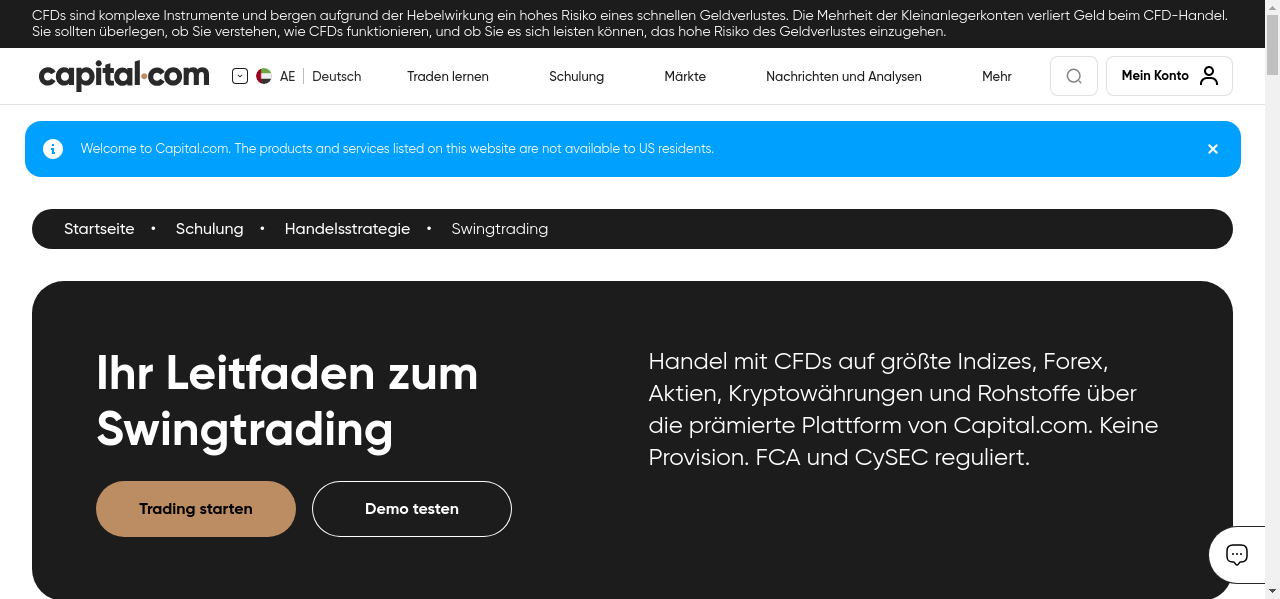 CFDs sind komplexe Instrumente und bergen aufgrund der Hebelwirkung ein hohes Risiko eines schnellen Geldverlustes. Die Mehrheit der Kleinanlegerkonten verliert Geld beim CFD-Handel.
Sie sollten überlegen, ob Sie verstehen, wie CFDs funktionieren, und ob Sie es sich leisten können, das hohe Risiko des Geldverlustes einzugehen.
capital.com AE Deutsch Traden lernen Schulung Märkte Nachrichten und Analysen Mehr Mein Konto
Welcome to Capital.com. The products and services listed on this website are not available to US residents.
Startseite • Schulung • Handelsstrategie • Swingtrading
Ihr Leitfaden zum
Swingtrading
Trading starten Demo testen
Handel mit CFDs auf größte Indizes, Forex,
Aktien, Kryptowährungen und Rohstoffe über
die prämierte Plattform von Capital.com. Keine
Provision. FCA und CySEC reguliert.